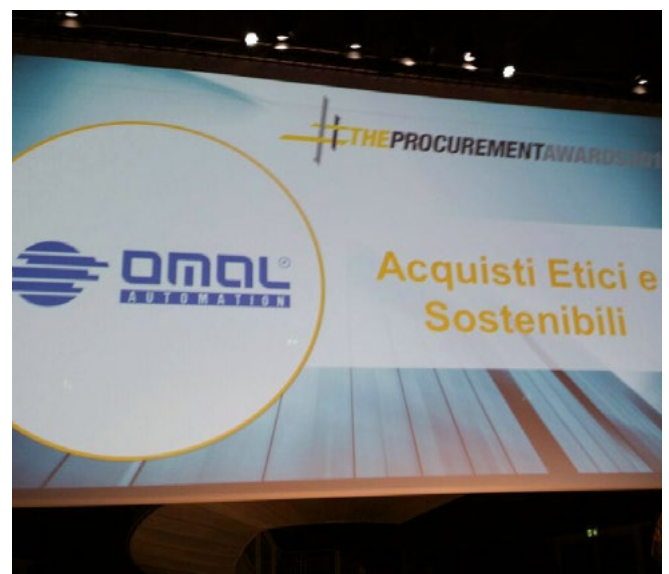 THEPROCUREMENTAWARDS
OMAL®
AUTOMATION
Acquisti Etici e
Sostenibili